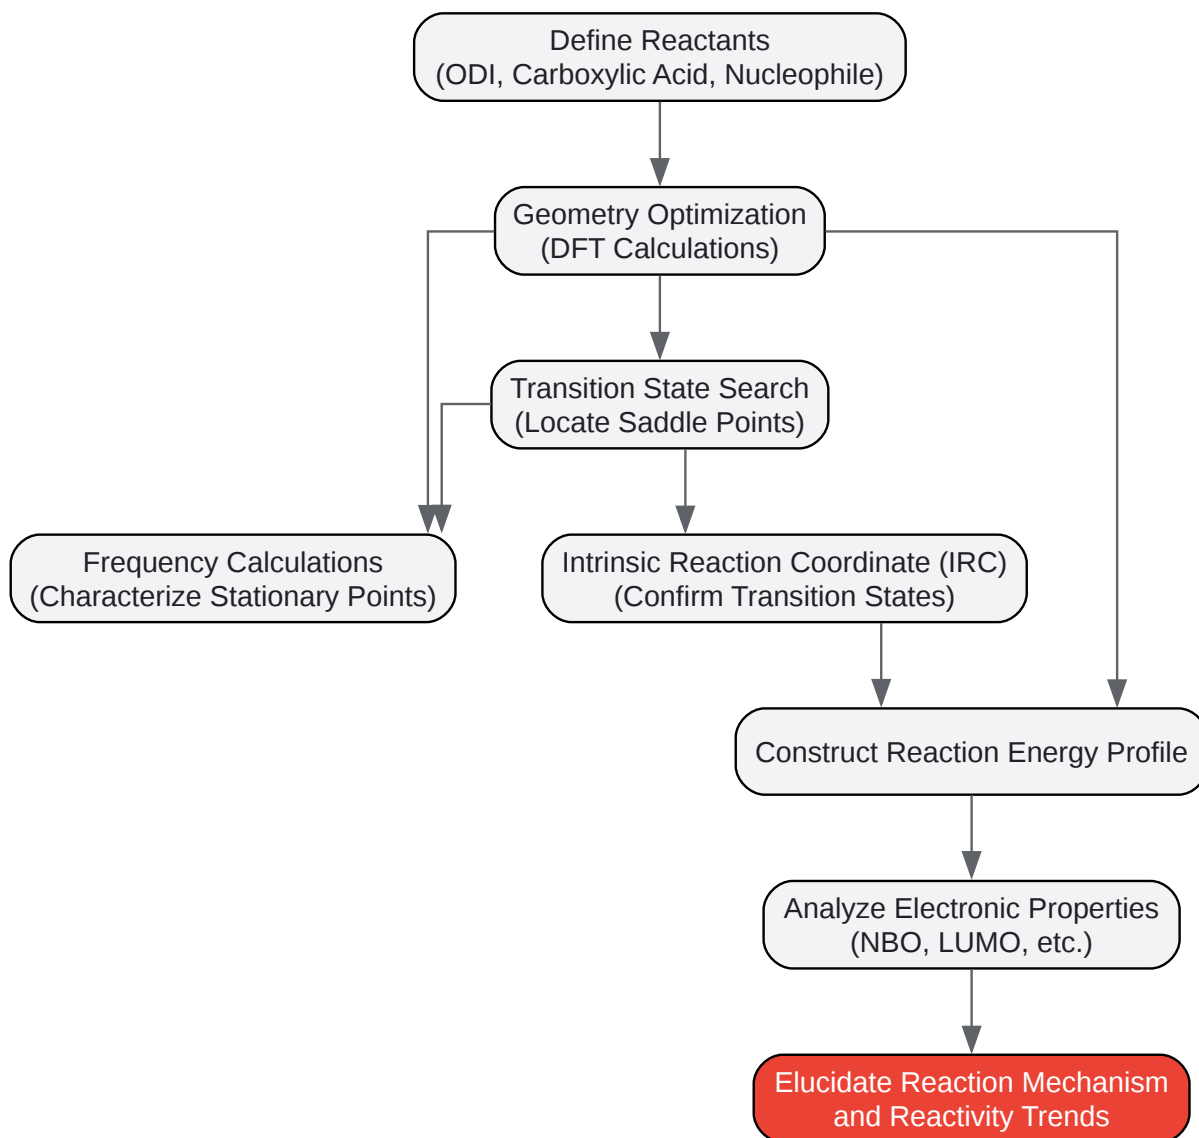 Define Reactants
(ODI, Carboxylic Acid, Nucleophile)
Geometry Optimization
(DFT Calculations)
Transition State Search
(Locate Saddle Points)
Frequency Calculations
(Characterize Stationary Points)
Intrinsic Reaction Coordinate (IRC)
(Confirm Transition States)
Construct Reaction Energy Profile
Analyze Electronic Properties
(NBO, LUMO, etc.)
Elucidate Reaction Mechanism
and Reactivity Trends